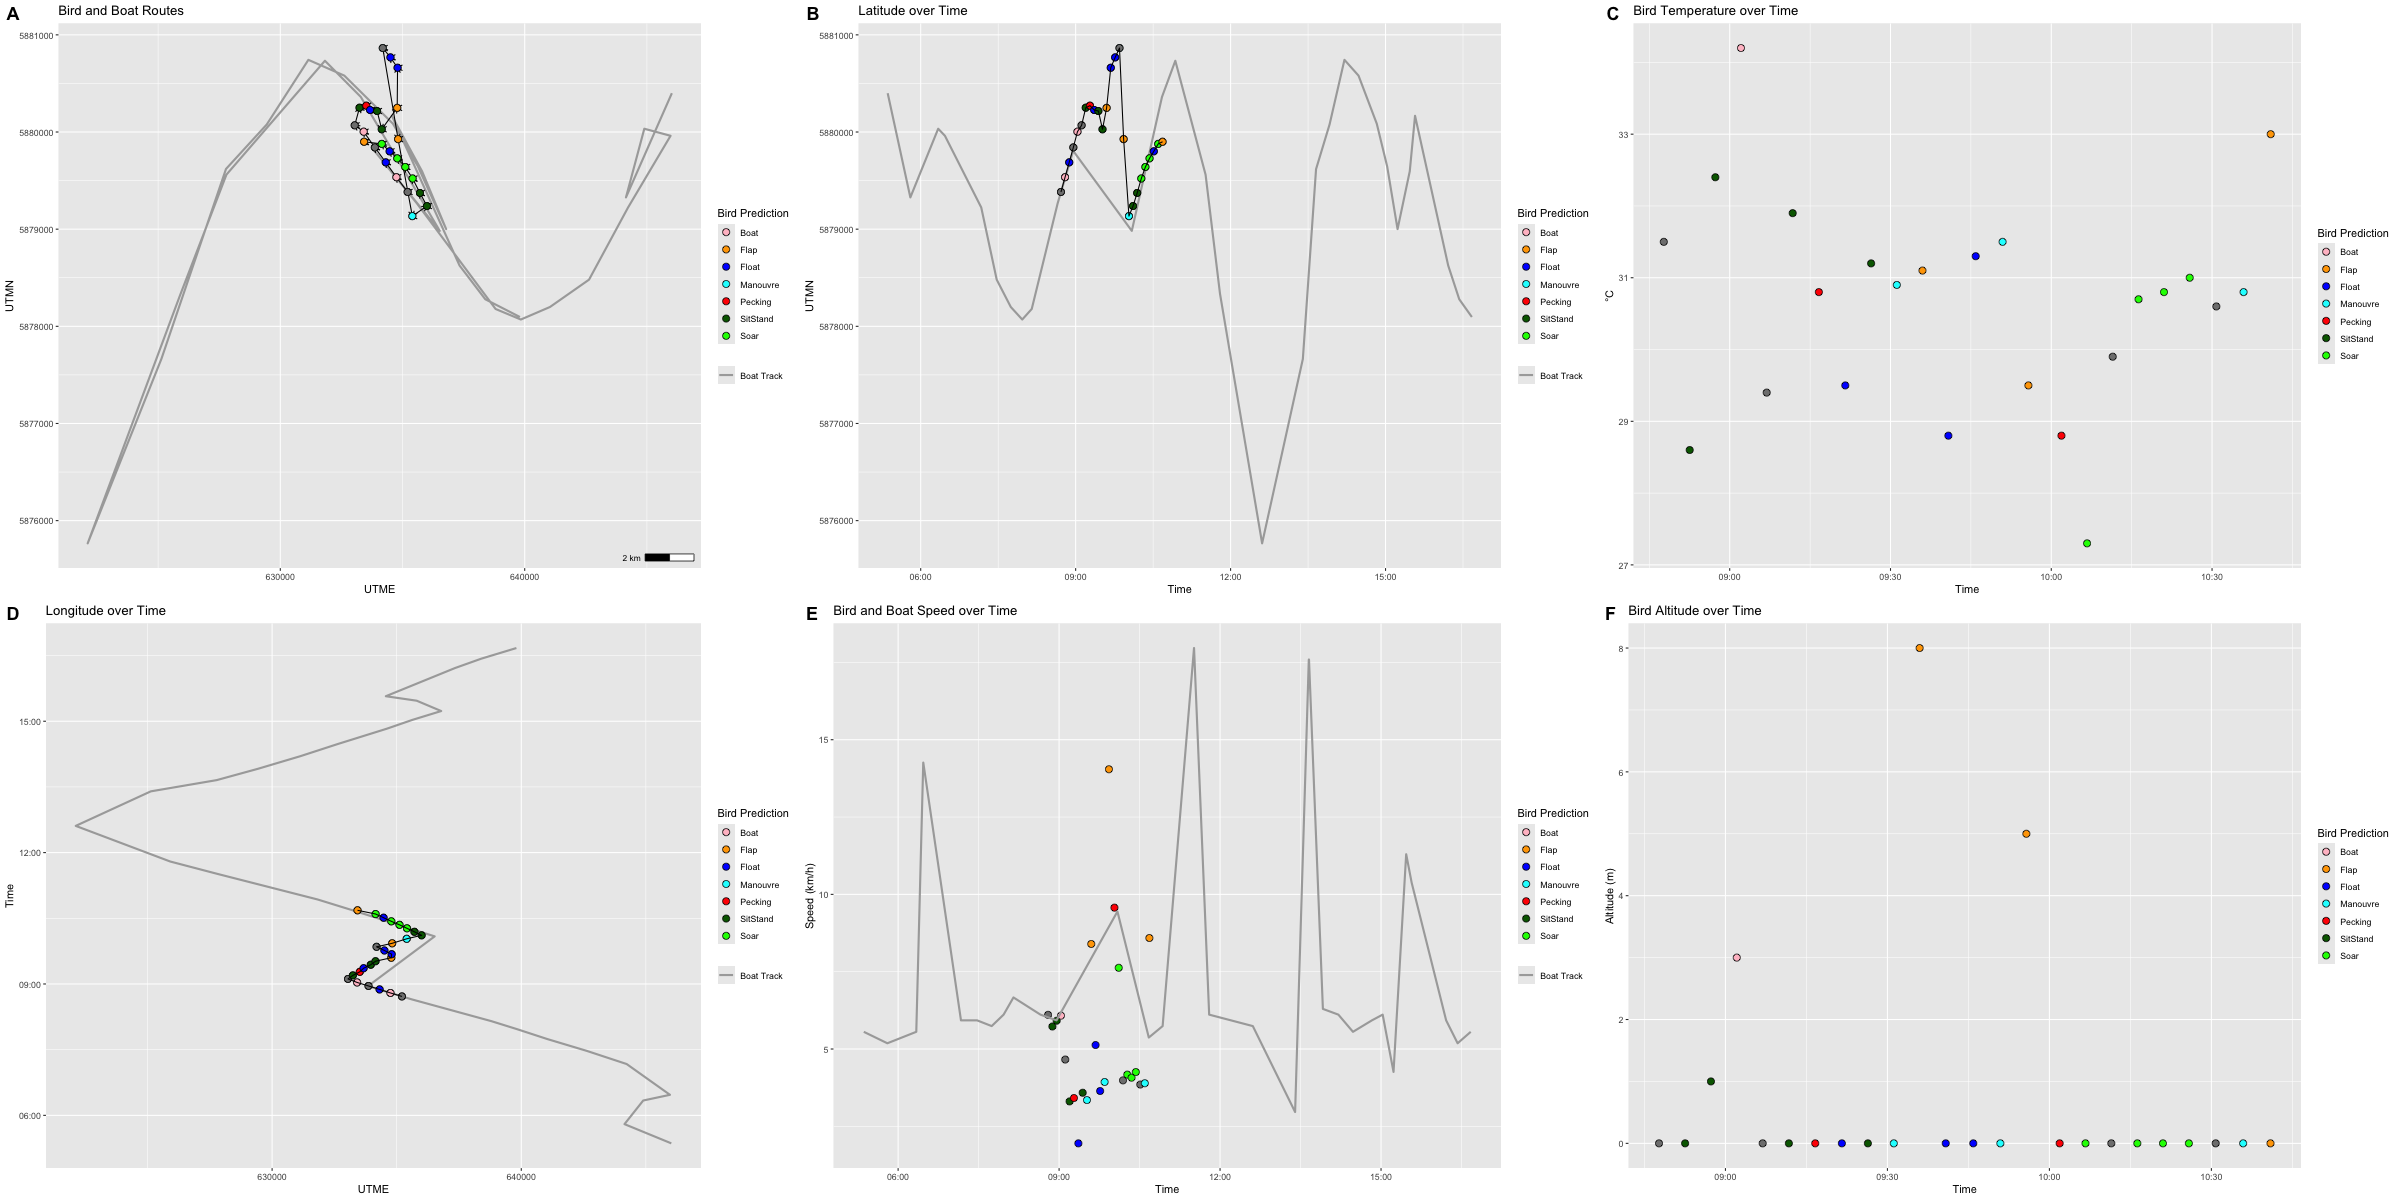 A Bird and Boat Routes
5881000
5880000
5879000
5878000
5877000
5876000
UTMN
630000 640000
UTME
2 km
Bird Prediction
Boat
Flap
Float
Manouvre
Pecking
SitStand
Soar
Boat Track
B Latitude over Time
5881000
5880000
5879000
5878000
5877000
5876000
UTMN
06:00 09:00 12:00 15:00
Time
Bird Prediction
Boat
Flap
Float
Manouvre
Pecking
SitStand
Soar
Boat Track
C Bird Temperature over Time
33
31
29
27
°C
09:00 09:30 10:00 10:30
Time
Bird Prediction
Boat
Flap
Float
Manouvre
Pecking
SitStand
Soar
D Longitude over Time
15:00
12:00
09:00
06:00
Time
630000 640000
UTME
Bird Prediction
Boat
Flap
Float
Manouvre
Pecking
SitStand
Soar
Boat Track
E Bird and Boat Speed over Time
15
10
5
Speed (km/h)
06:00 09:00 12:00 15:00
Time
Bird Prediction
Boat
Flap
Float
Manouvre
Pecking
SitStand
Soar
Boat Track
F Bird Altitude over Time
8
6
4
2
0
Altitude (m)
09:00 09:30 10:00 10:30
Time
Bird Prediction
Boat
Flap
Float
Manouvre
Pecking
SitStand
Soar